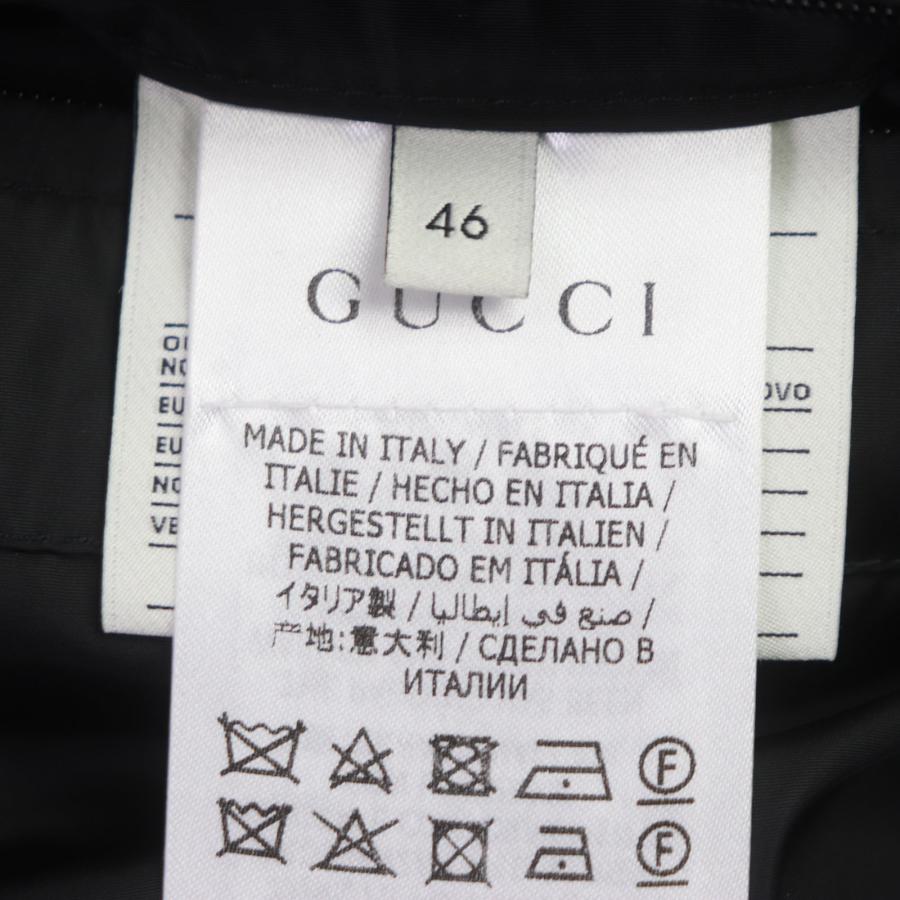 46
GUCCI
MADE IN ITALY / FABRIQUÉ EN
ITALIE / HECHO EN ITALIA /
HERGESTELLT IN ITALIEN /
FABRICADO EM ITÁLIA /
イタリア製 / صنع في إيطاليا /
产地:意大利 / СДЕЛАНО В
ИТАЛИИ
F
F